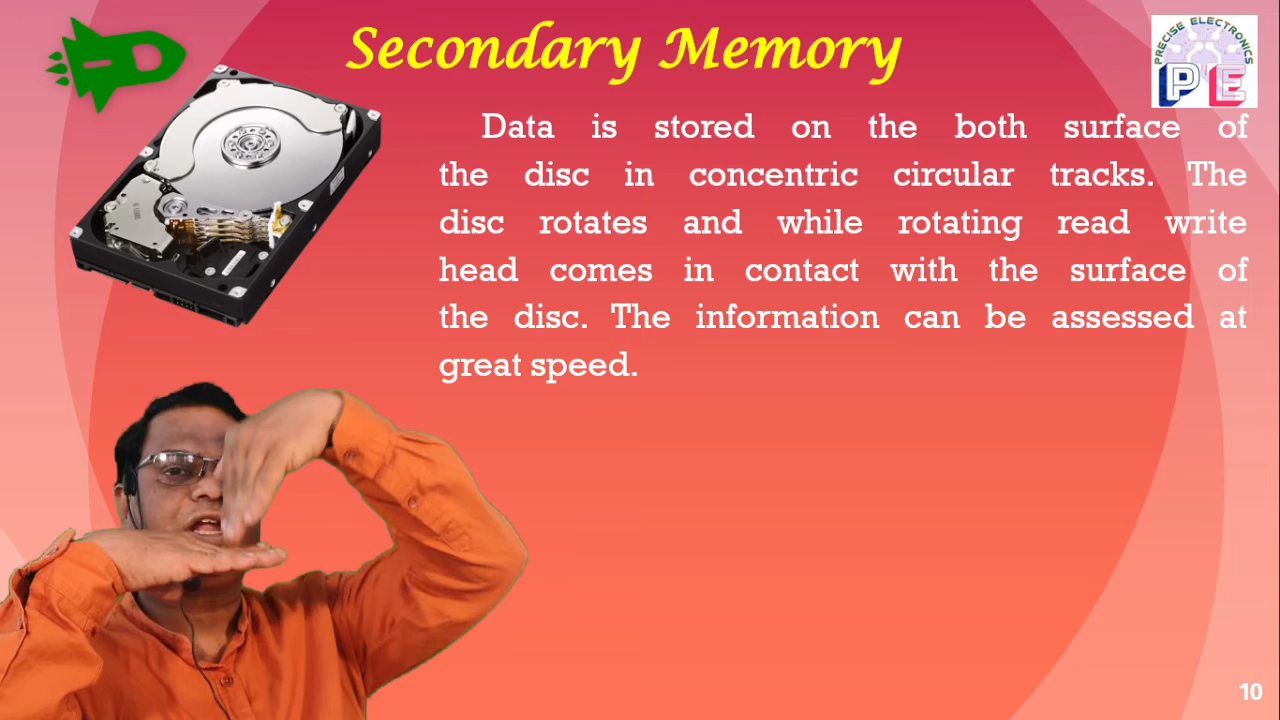 Secondary Memory
PRECISE ELECTRONICS
PE
Data is stored on the both surface of
the disc in concentric circular tracks. The
disc rotates and while rotating read write
head comes in contact with the surface of
the disc. The information can be assessed at
great speed.
10